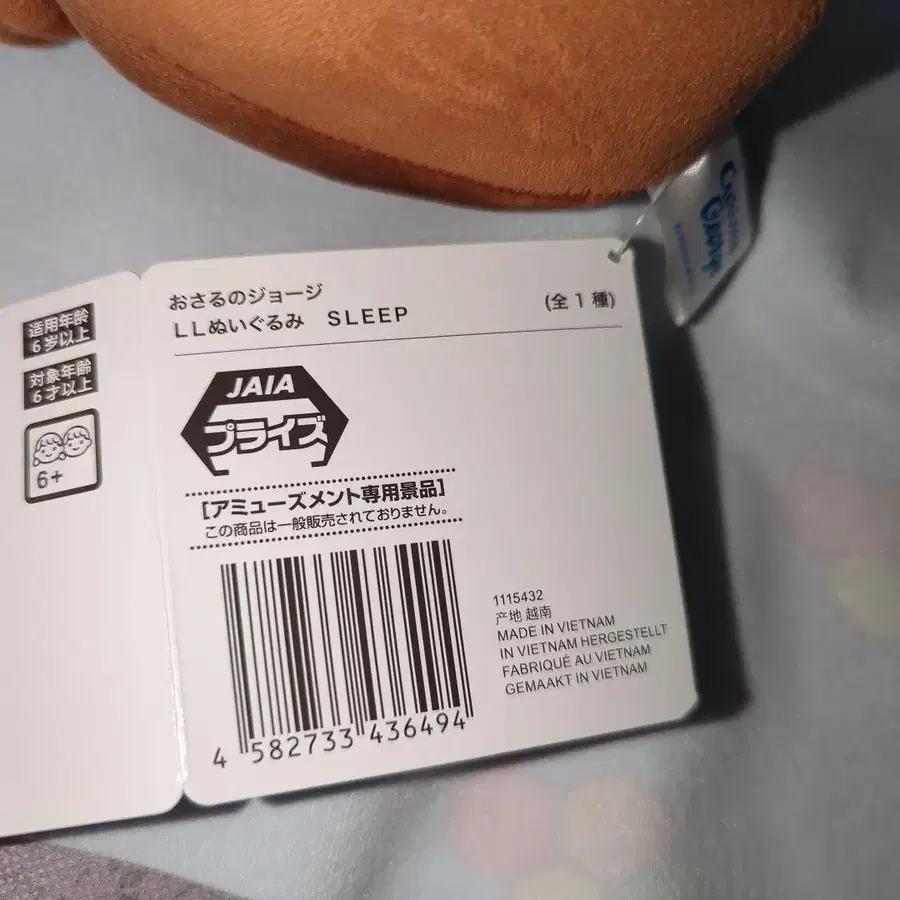 适用年龄
6岁以上
対象年齢
6才以上
6+
おさるのジョージ
LLぬいぐるみ SLEEP
(全1種)
JAIA
プライズ
[アミューズメント専用景品]
この商品は一般販売されておりません。
4 582733 436494
1115432
产地 越南
MADE IN VIETNAM
IN VIETNAM HERGESTELLT
FABRIQUÉ AU VIETNAM
GEMAAKT IN VIETNAM
Curious
George